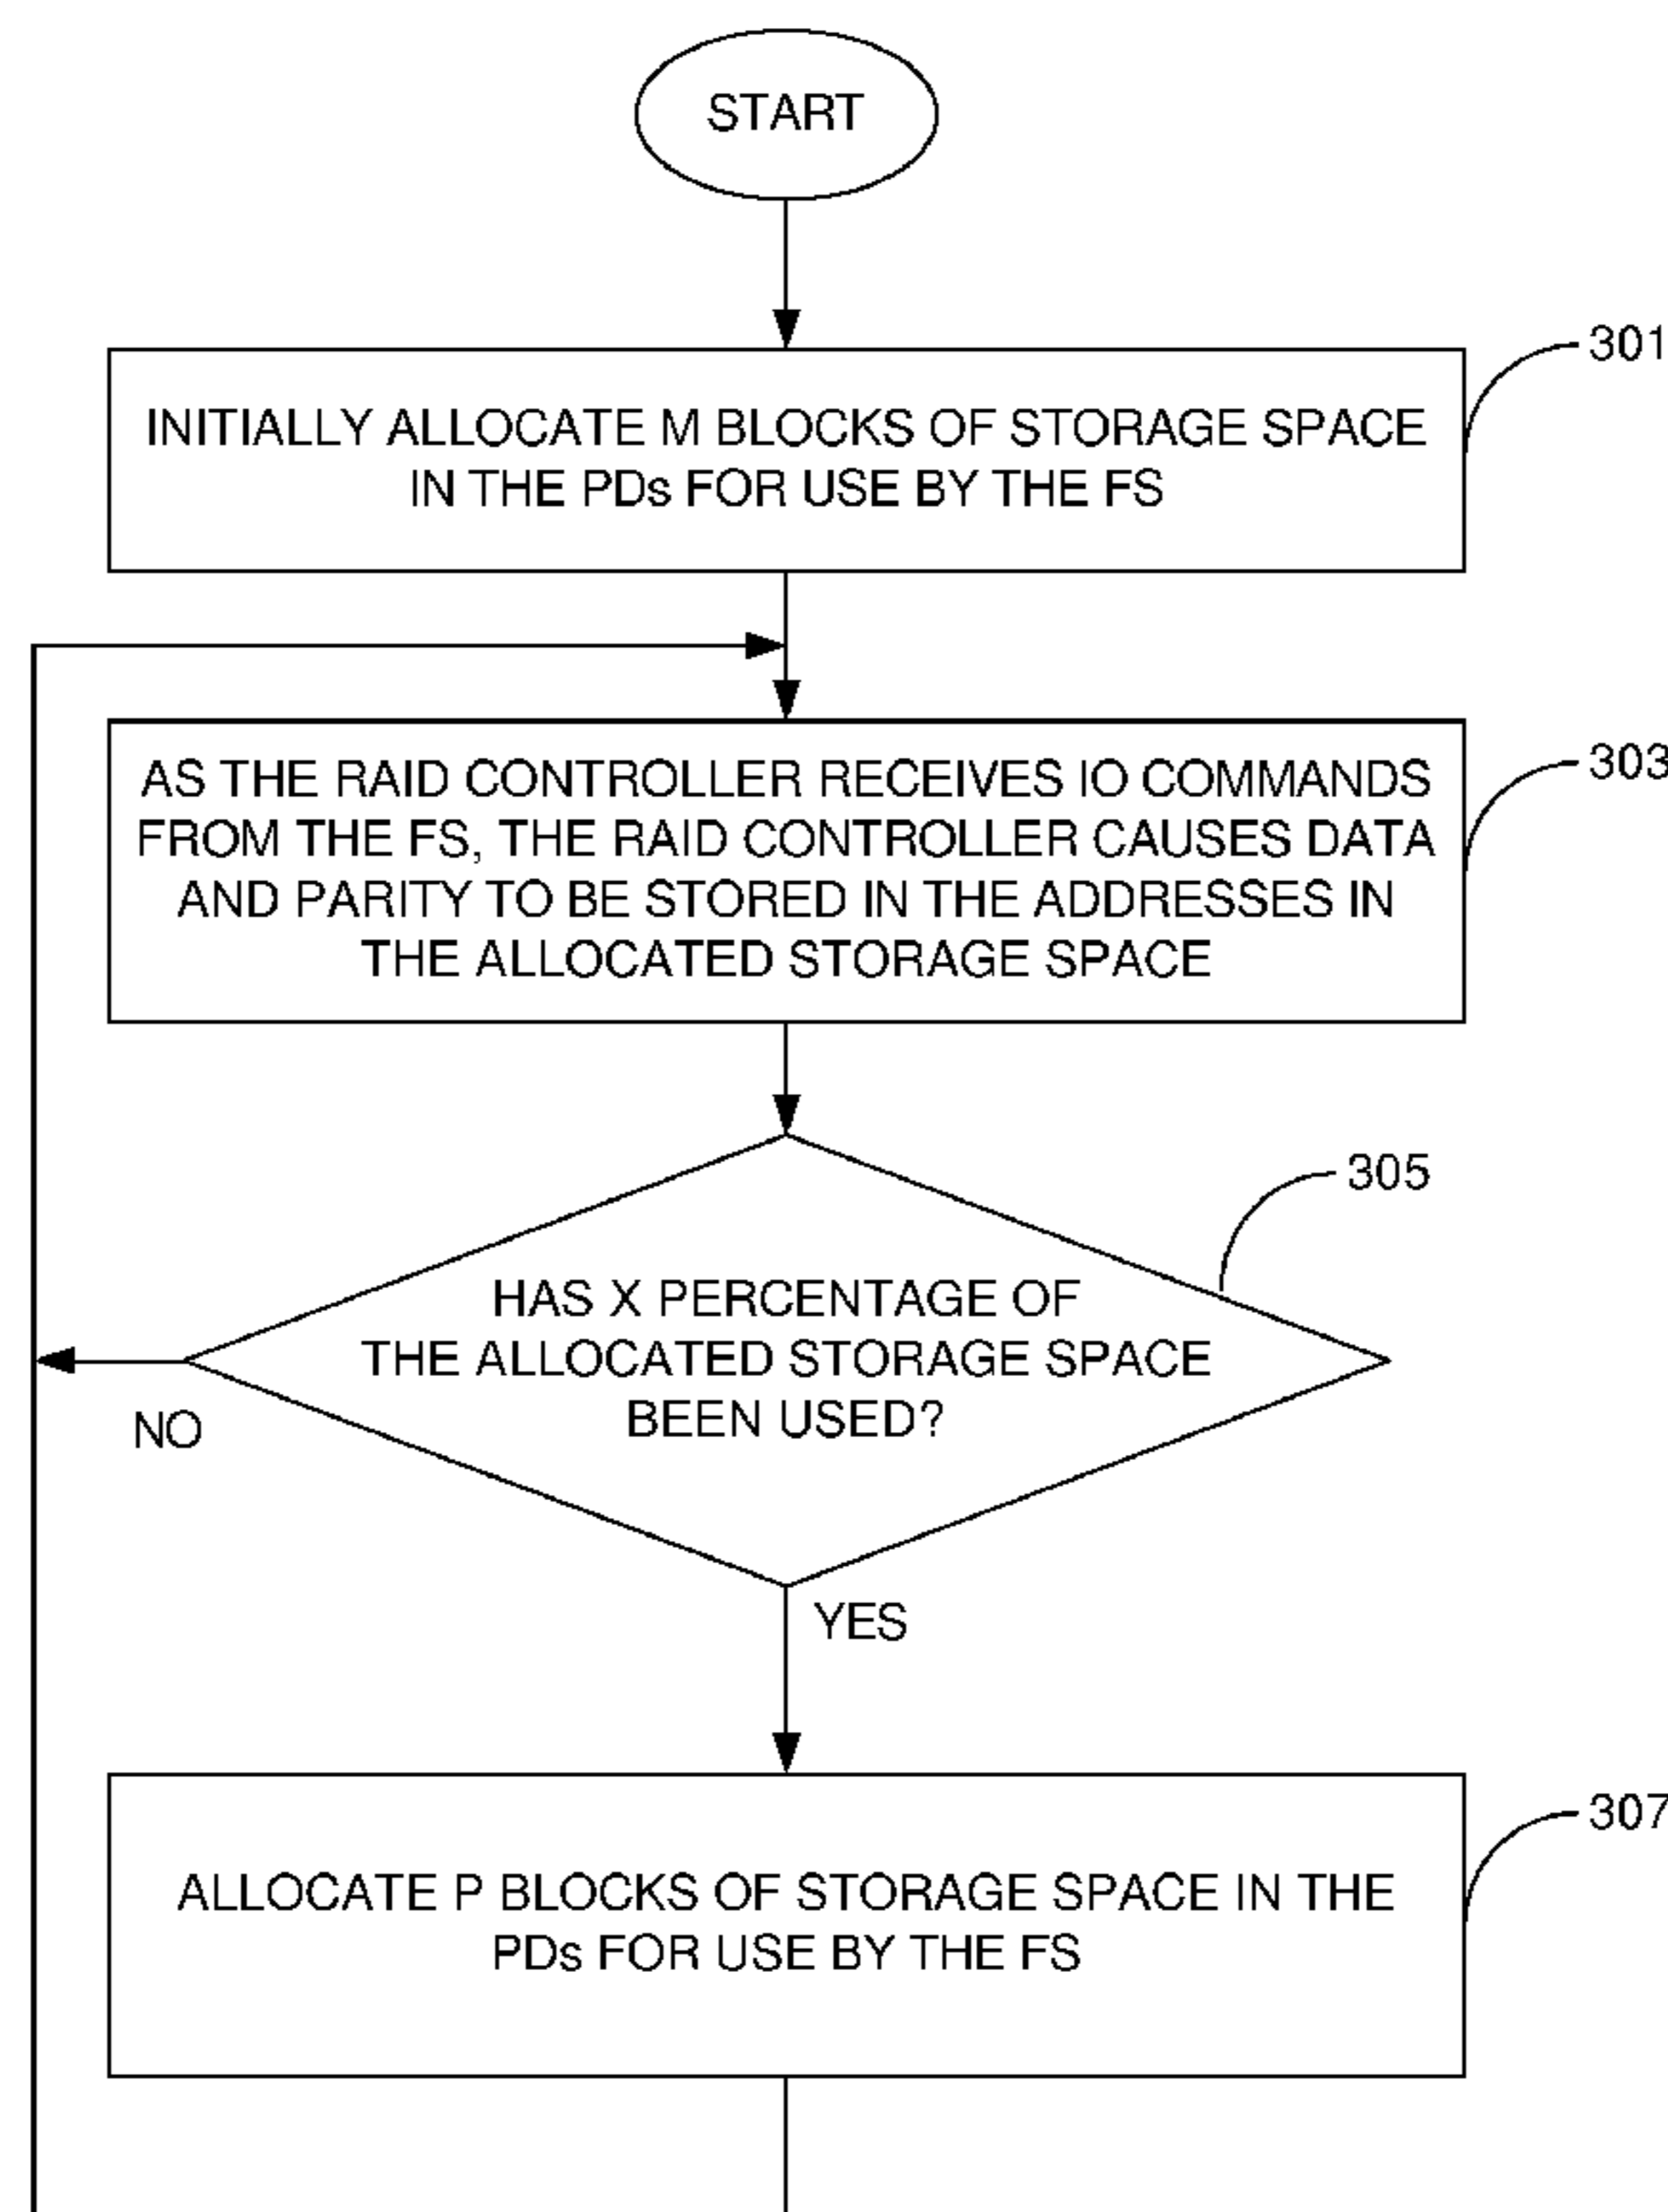 START
301
INITIALLY ALLOCATE M BLOCKS OF STORAGE SPACE
IN THE PDs FOR USE BY THE FS
303
AS THE RAID CONTROLLER RECEIVES IO COMMANDS
FROM THE FS, THE RAID CONTROLLER CAUSES DATA
AND PARITY TO BE STORED IN THE ADDRESSES IN
THE ALLOCATED STORAGE SPACE
305
HAS X PERCENTAGE OF
THE ALLOCATED STORAGE SPACE
BEEN USED?
NO
YES
307
ALLOCATE P BLOCKS OF STORAGE SPACE IN THE
PDs FOR USE BY THE FS